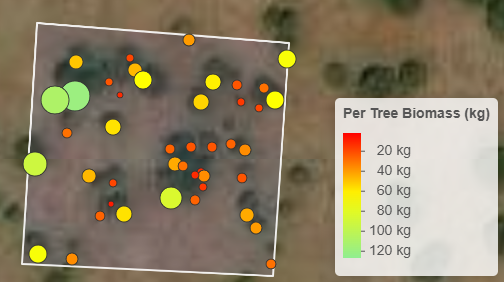 Per Tree Biomass (kg)
20 kg
40 kg
60 kg
80 kg
100 kg
120 kg